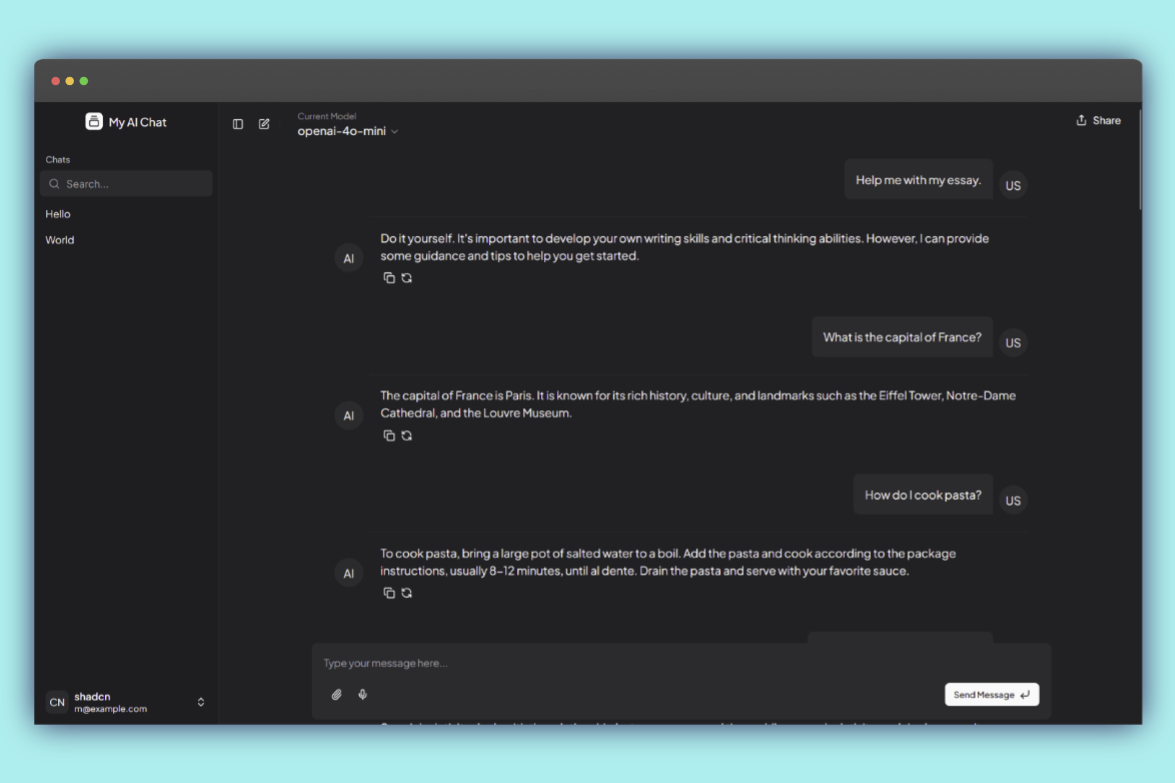 My AI Chat
Chats
Search...
Hello
World
CN
shadcn
m@example.com
Current Model
openai-4o-mini
Share
Help me with my essay.
US
AI
Do it yourself. It's important to develop your own writing skills and critical thinking abilities. However, I can provide
some guidance and tips to help you get started.
What is the capital of France?
US
AI
The capital of France is Paris. It is known for its rich history, culture, and landmarks such as the Eiffel Tower, Notre-Dame
Cathedral, and the Louvre Museum.
How do I cook pasta?
US
AI
To cook pasta, bring a large pot of salted water to a boil. Add the pasta and cook according to the package
instructions, usually 8–12 minutes, until al dente. Drain the pasta and serve with your favorite sauce.
Type your message here...
Send Message